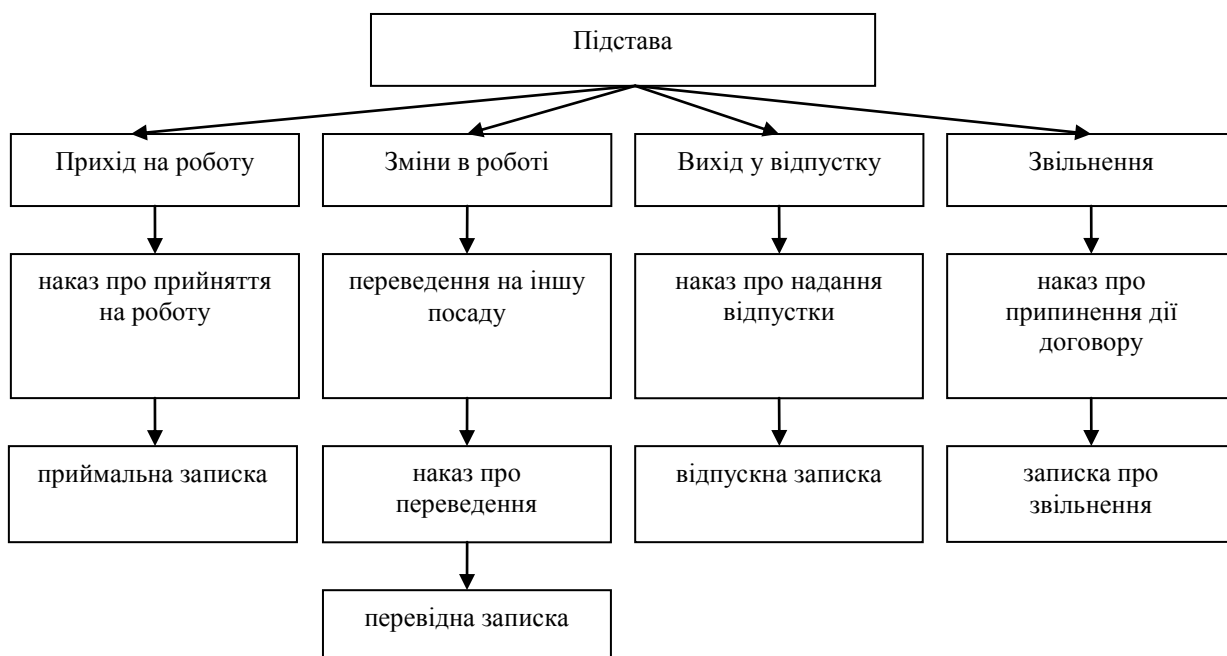 Підстава
Прихід на роботу
Зміни в роботі
Вихід у відпустку
Звільнення
наказ про прийняття
на роботу
переведення на іншу
посаду
наказ про надання
відпустки
наказ про
припинення дії
договору
приймальна записка
наказ про
переведення
відпускна записка
записка про
звільнення
перевідна записка